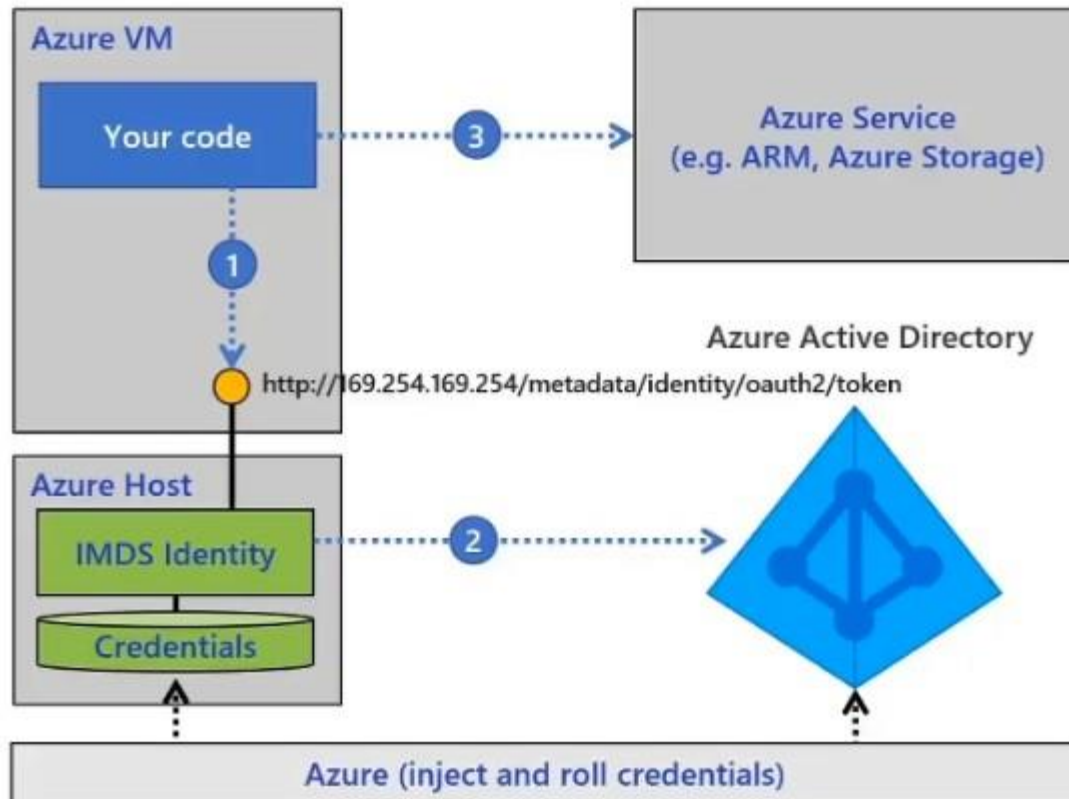 Azure VM
Your code
3
Azure Service
(e.g. ARM, Azure Storage)
1
Azure Active Directory
http://169.254.169.254/metadata/identity/oauth2/token
Azure Host
IMDS Identity
2
Credentials
Azure (inject and roll credentials)